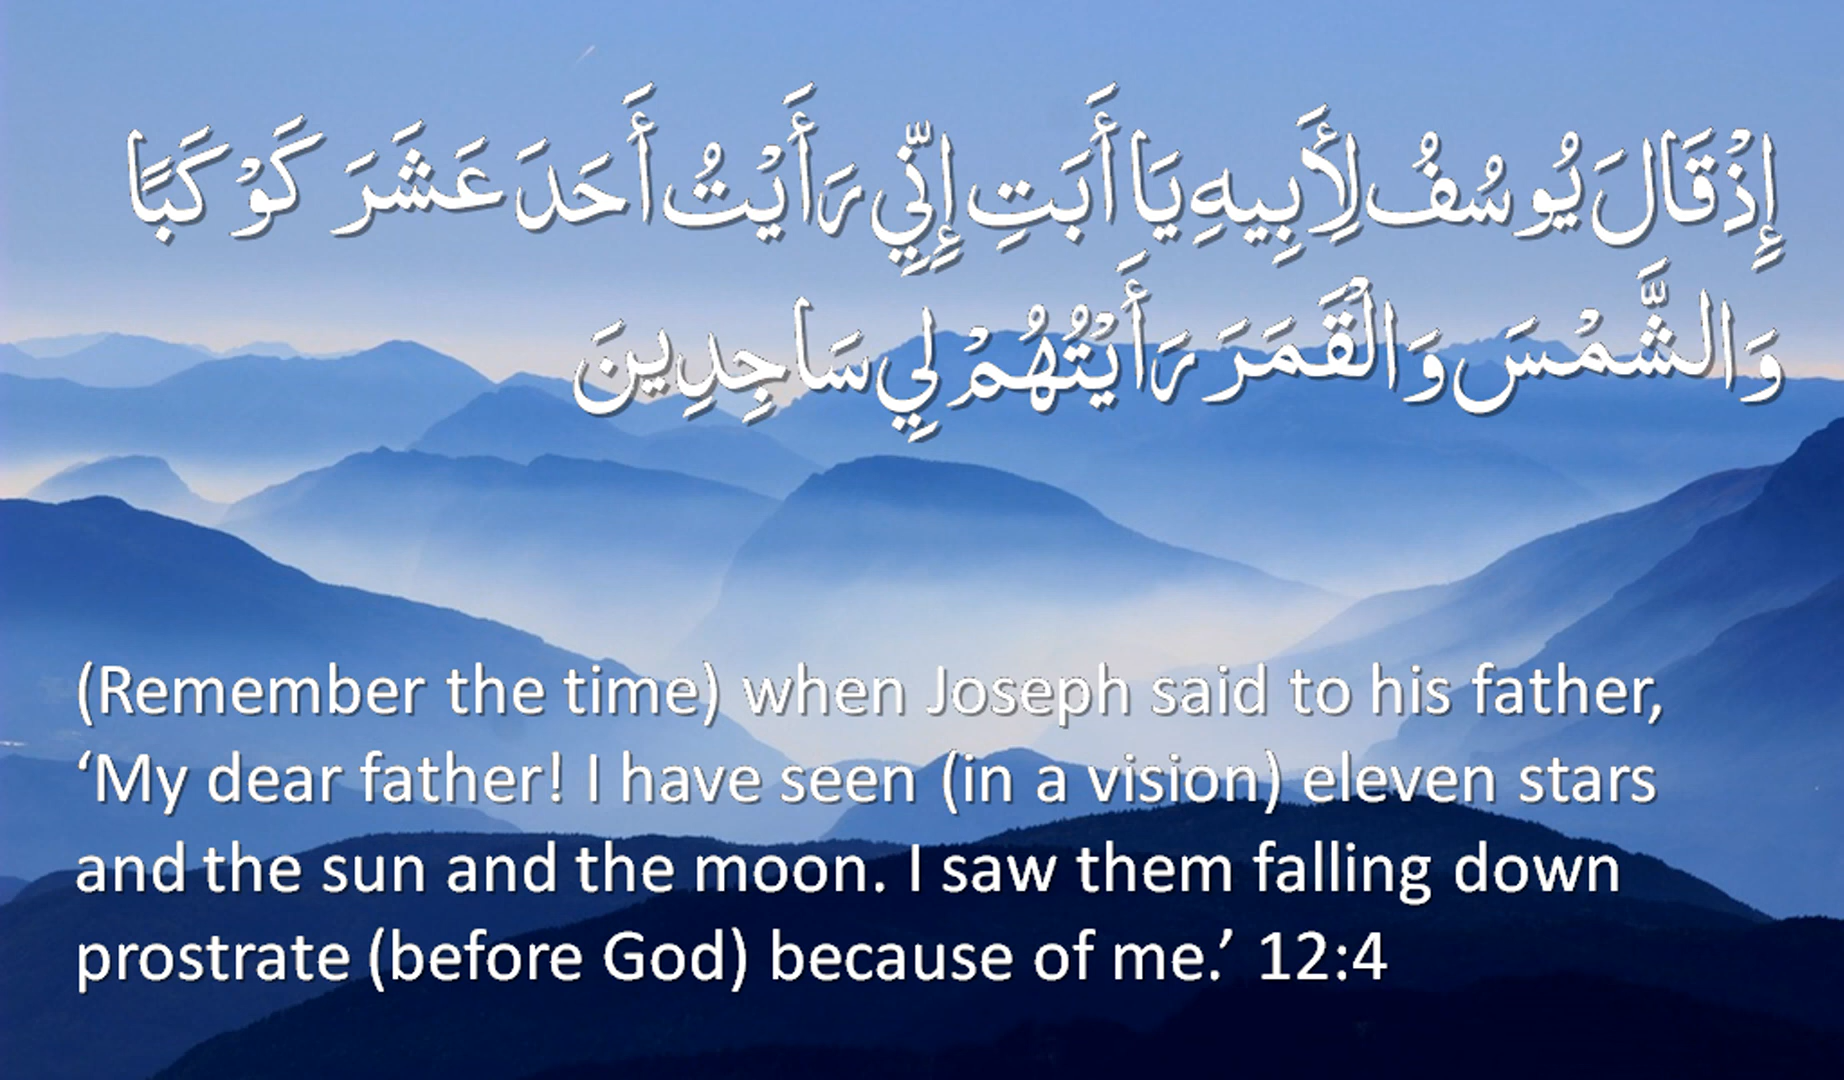 إِذْ قَالَ يُوسُفُ لِأَبِيهِ يَا أَبَتِ إِنِّي رَأَيْتُ أَحَدَ عَشَرَ كَوْكَبًا
وَالشَّمْسَ وَالْقَمَرَ رَأَيْتُهُمْ لِي سَاجِدِينَ
(Remember the time) when Joseph said to his father,
‘My dear father! I have seen (in a vision) eleven stars
and the sun and the moon. I saw them falling down
prostrate (before God) because of me.’ 12:4